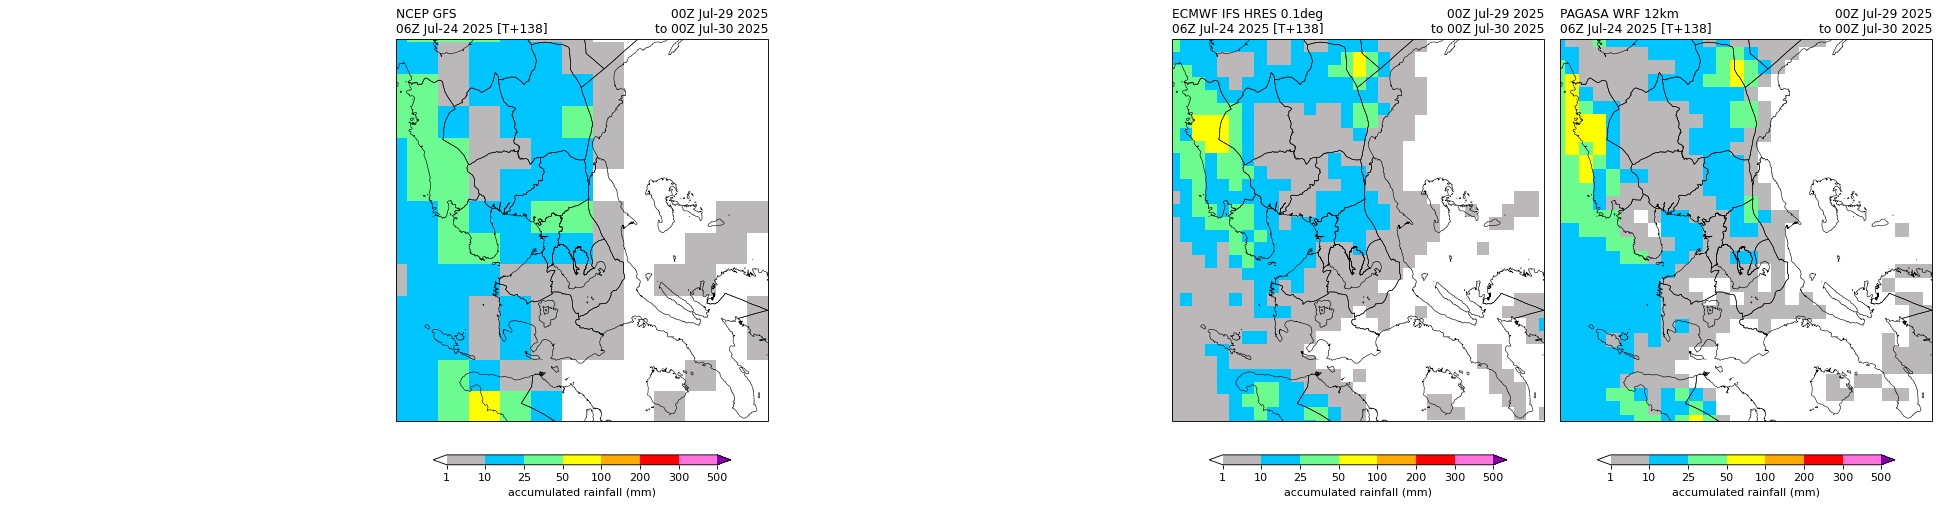 NCEP GFS 00Z Jul-29 2025
06Z Jul-24 2025 [T+138] to 00Z Jul-30 2025
1 10 25 50 100 200 300 500
accumulated rainfall (mm)
ECMWF IFS HRES 0.1deg 00Z Jul-29 2025
06Z Jul-24 2025 [T+138] to 00Z Jul-30 2025
1 10 25 50 100 200 300 500
accumulated rainfall (mm)
PAGASA WRF 12km 00Z Jul-29 2025
06Z Jul-24 2025 [T+138] to 00Z Jul-30 2025
1 10 25 50 100 200 300 500
accumulated rainfall (mm)